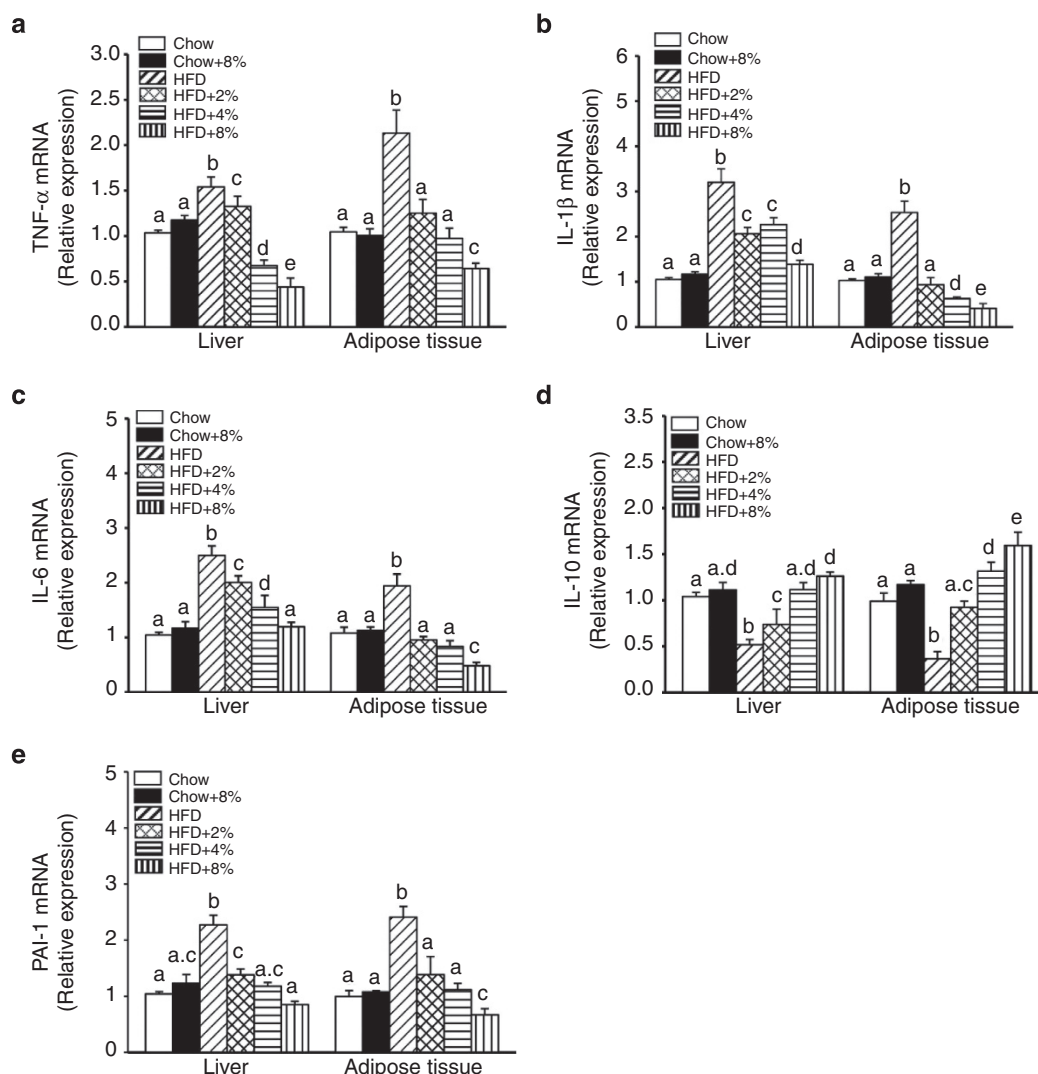 a
TNF-α mRNA
(Relative expression)
3.0
2.5
2.0
1.5
1.0
0.5
0.0
Chow
Chow+8%
HFD
HFD+2%
HFD+4%
HFD+8%
a a b c d e
a a b a a c
Liver Adipose tissue
b
IL-1β mRNA
(Relative expression)
6
5
4
3
2
1
0
Chow
Chow+8%
HFD
HFD+2%
HFD+4%
HFD+8%
a a b c c d
a a b a d e
Liver Adipose tissue
c
IL-6 mRNA
(Relative expression)
5
4
3
2
1
0
Chow
Chow+8%
HFD
HFD+2%
HFD+4%
HFD+8%
a a b c d a
a a b a a c
Liver Adipose tissue
d
IL-10 mRNA
(Relative expression)
3.5
2.5
2.5
1.5
1.0
0.5
0.0
Chow
Chow+8%
HFD
HFD+2%
HFD+4%
HFD+8%
a a.d b c a.d d
a a b a.c d e
Liver Adipose tissue
e
PAI-1 mRNA
(Relative expression)
5
4
3
2
1
0
Chow
Chow+8%
HFD
HFD+2%
HFD+4%
HFD+8%
a a.c b c a.c a
a a b a a c
Liver Adipose tissue